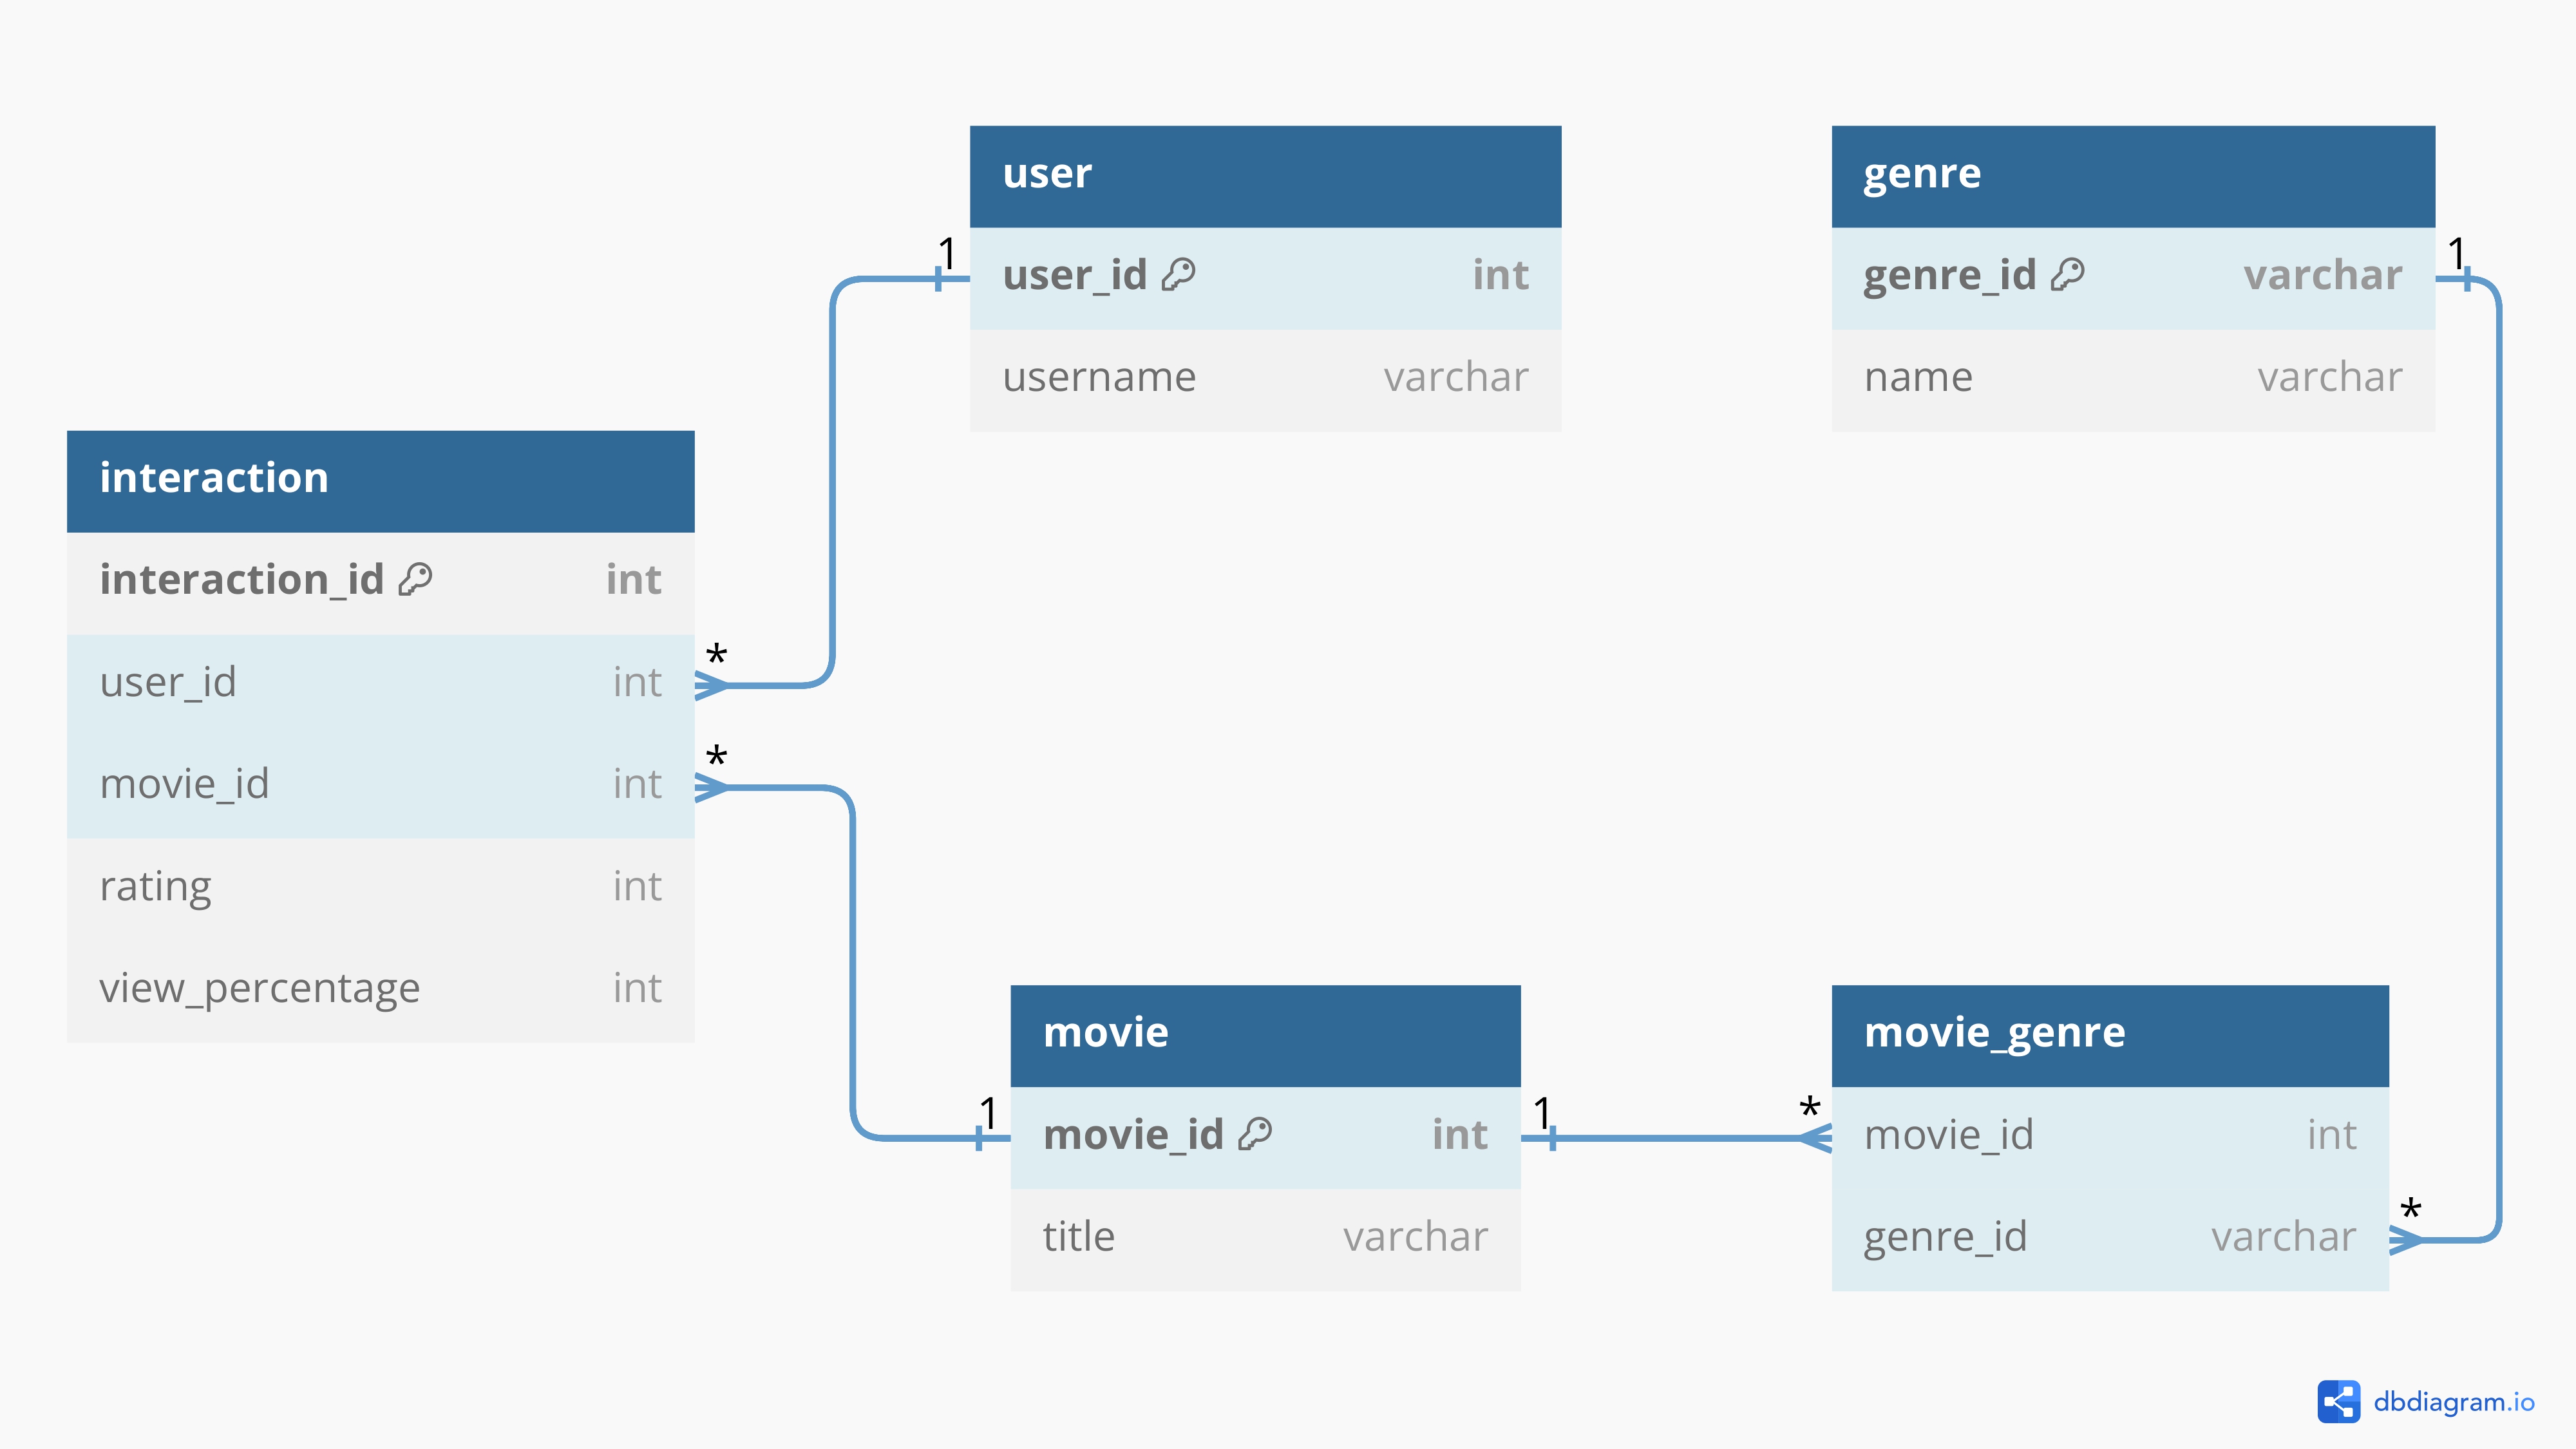 user
1
user_id int
username varchar
genre
1
genre_id varchar
name varchar
interaction
interaction_id int
*
user_id int
*
movie_id int
rating int
view_percentage int
movie
1
1
movie_id int
title varchar
movie_genre
*
movie_id int
*
genre_id varchar
dbdiagram.io